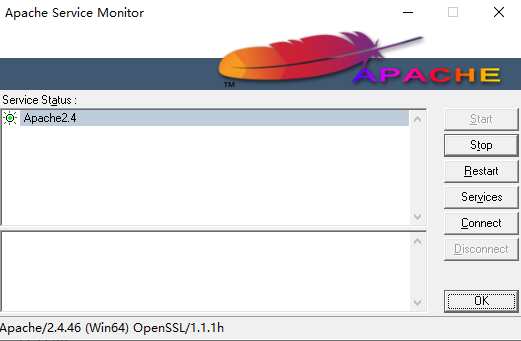 Apache Service Monitor
TM
APACHE
Service Status :
Apache2.4
Start
Stop
Restart
Services
Connect
Disconnect
OK
Apache/2.4.46 (Win64) OpenSSL/1.1.1h